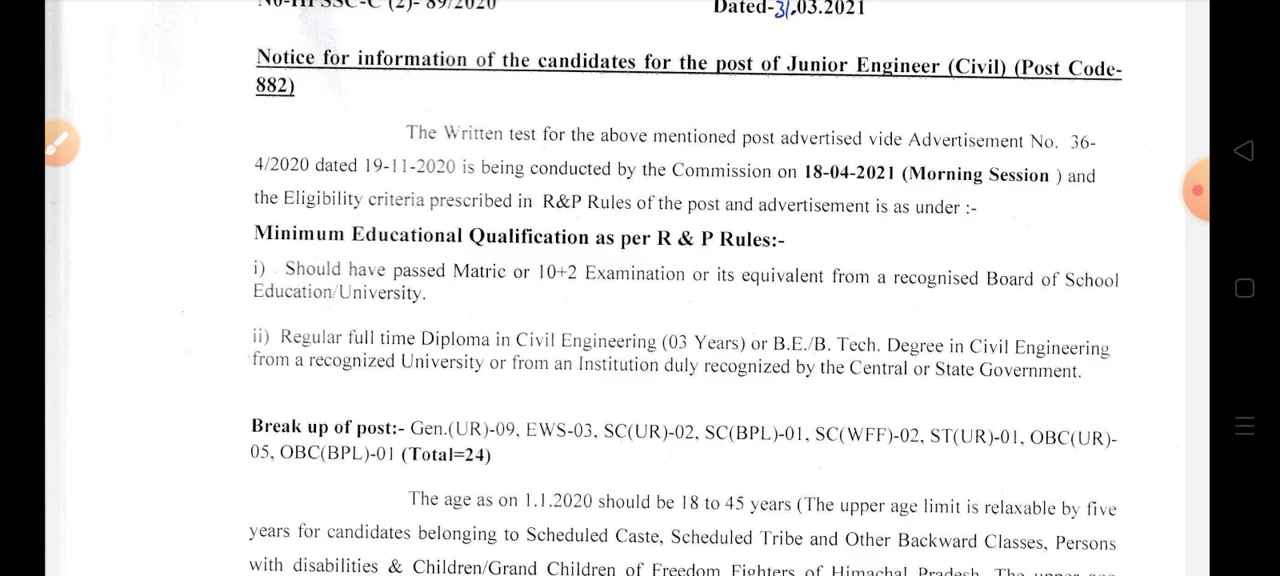 No-HPSSC-C (2)- 89/2020 Dated-31.03.2021
Notice for information of the candidates for the post of Junior Engineer (Civil) (Post Code-
882)
The Written test for the above mentioned post advertised vide Advertisement No. 36-
4/2020 dated 19-11-2020 is being conducted by the Commission on 18-04-2021 (Morning Session ) and
the Eligibility criteria prescribed in R&P Rules of the post and advertisement is as under :-
Minimum Educational Qualification as per R & P Rules:-
i) Should have passed Matric or 10+2 Examination or its equivalent from a recognised Board of School
Education/University.
ii) Regular full time Diploma in Civil Engineering (03 Years) or B.E./B. Tech. Degree in Civil Engineering
from a recognized University or from an Institution duly recognized by the Central or State Government.
Break up of post:- Gen.(UR)-09, EWS-03, SC(UR)-02, SC(BPL)-01, SC(WFF)-02, ST(UR)-01, OBC(UR)-
05, OBC(BPL)-01 (Total=24)
The age as on 1.1.2020 should be 18 to 45 years (The upper age limit is relaxable by five
years for candidates belonging to Scheduled Caste, Scheduled Tribe and Other Backward Classes, Persons
with disabilities & Children/Grand Children of Freedom Fighters of Himachal Pradesh. The upper age